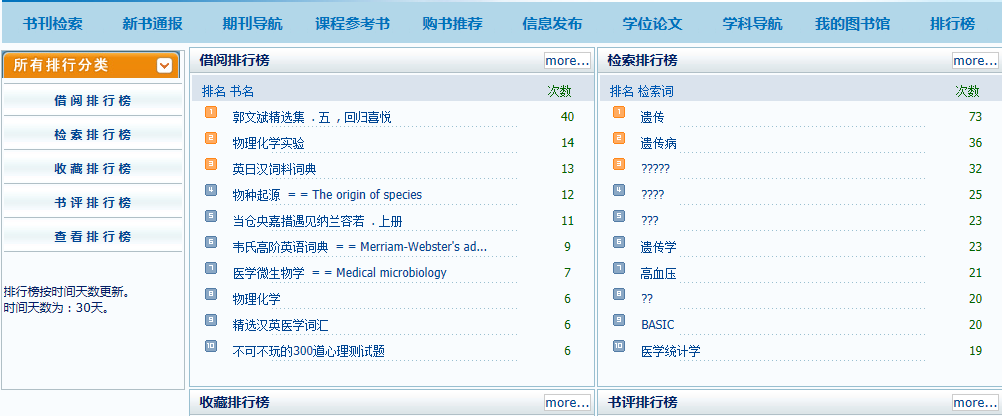 书刊检索 新书通报 期刊导航 课程参考书 购书推荐 信息发布 学位论文 学科导航 我的图书馆 排行榜
所有排行分类
借阅排行榜
检索排行榜
收藏排行榜
书评排行榜
查看排行榜
排行榜按时间天数更新。
时间天数为：30天。
借阅排行榜 more...
排名 书名 次数
1 郭文斌精选集 ．五 ，回归喜悦 40
2 物理化学实验 14
3 英日汉饲料词典 13
4 物种起源 = = The origin of species 12
5 当仓央嘉措遇见纳兰容若 ．上册 11
6 韦氏高阶英语词典 = = Merriam-Webster's ad... 9
7 医学微生物学 = = Medical microbiology 7
8 物理化学 6
9 精选汉英医学词汇 6
10 不可不玩的300道心理测试题 6
检索排行榜 more...
排名 检索词 次数
1 遗传 73
2 遗传病 36
3 ????? 32
4 ???? 25
5 ??? 23
6 遗传学 23
7 高血压 21
8 ?? 20
9 BASIC 20
10 医学统计学 19
收藏排行榜 more...
书评排行榜 more...